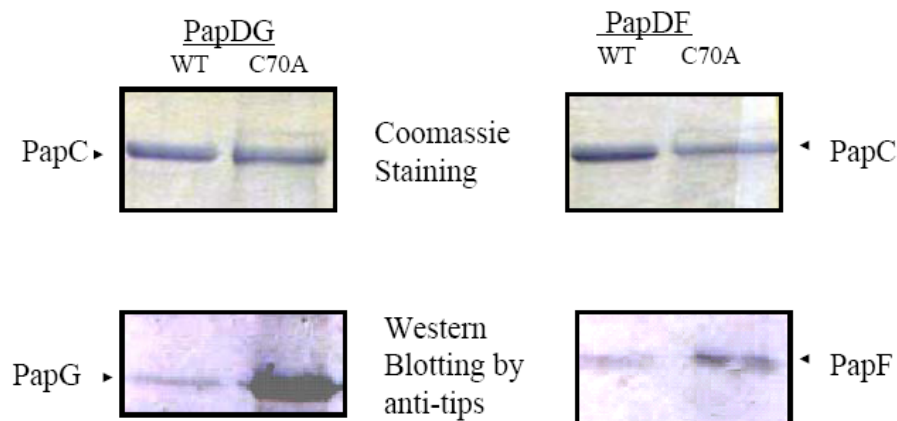 PapDG
WT C70A
PapDF
WT C70A
PapC
Coomassie
Staining
PapC
PapG
Western
Blotting by
anti-tips
PapF